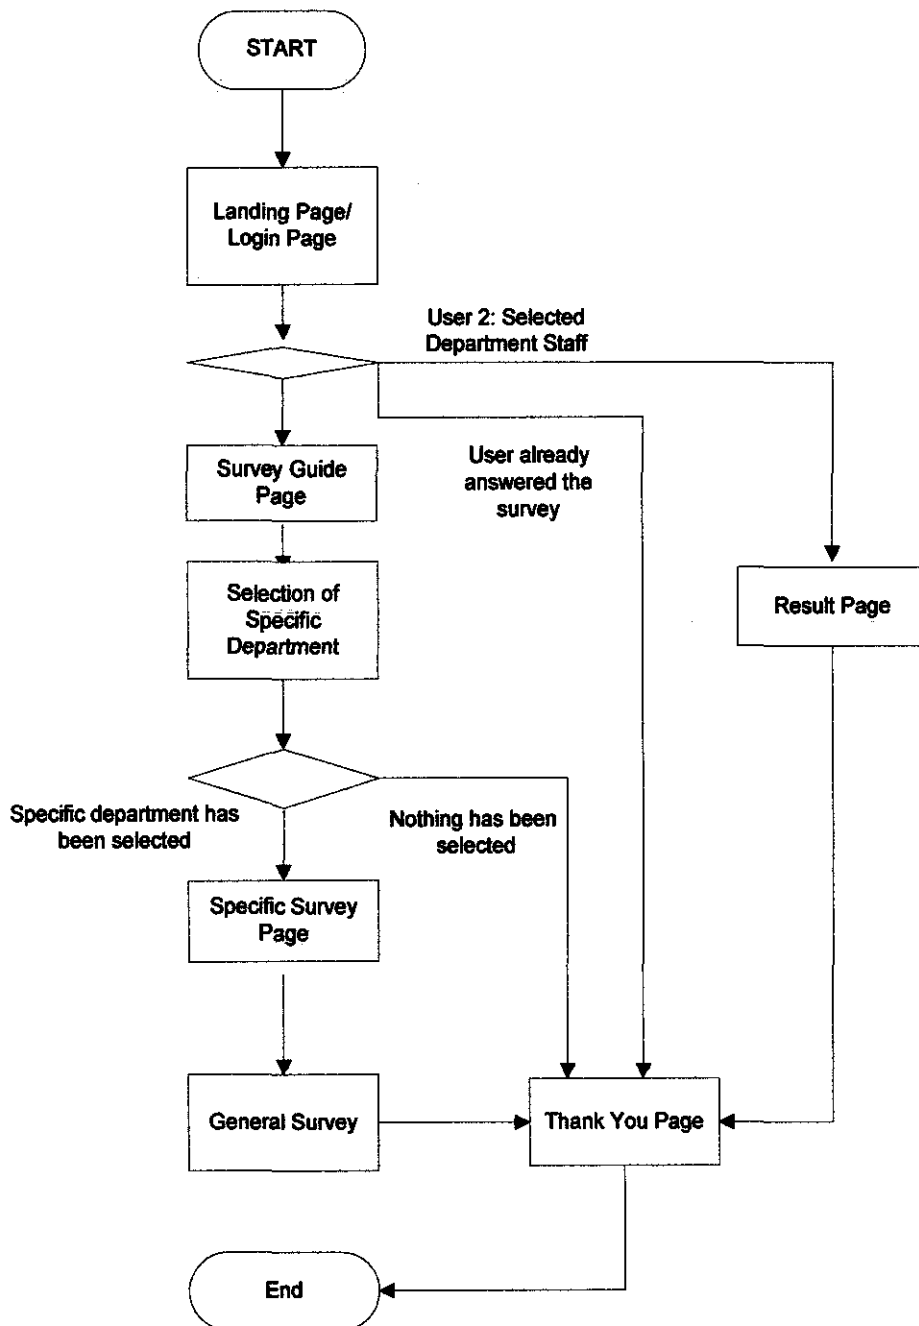 START
Landing Page/
Login Page
User 2: Selected
Department Staff
Survey Guide
Page
User already
answered the
survey
Selection of
Specific
Department
Result Page
Specific department has
been selected
Nothing has been
selected
Specific Survey
Page
General Survey
Thank You Page
End